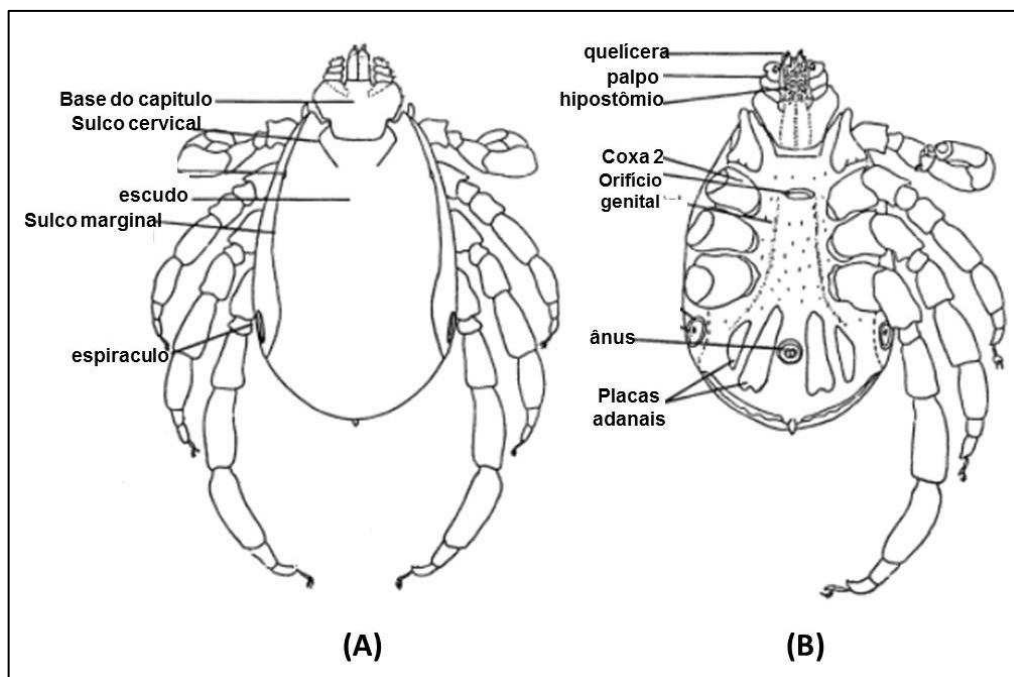 Base do capitulo
Sulco cervical
escudo
Sulco marginal
espiraculo
(A)
quelícera
palpo
hipostômio
Coxa 2
Orifício
genital
ânus
Placas
adanais
(B)